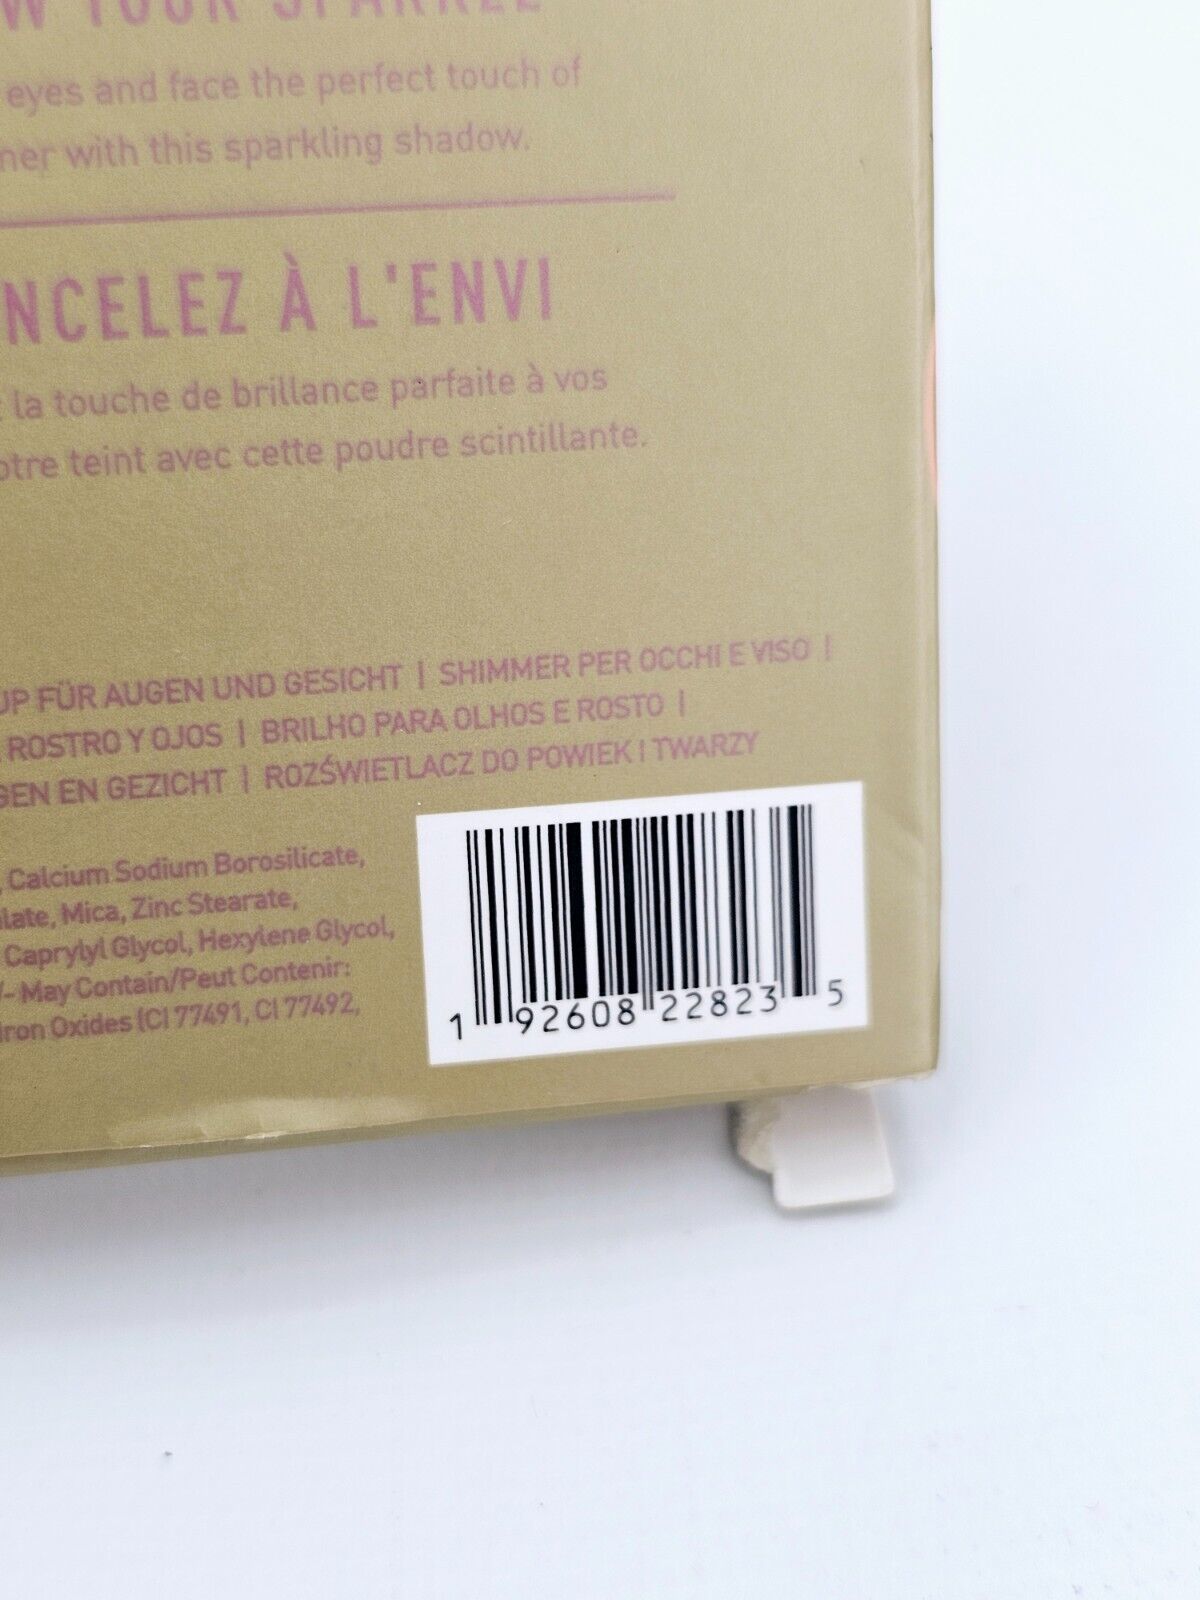 YOUR SPARKLE
eyes and face the perfect touch of
ner with this sparkling shadow.
NCELEZ À L'ENVI
la touche de brillance parfaite à vos
otre teint avec cette poudre scintillante.
UP FÜR AUGEN UND GESICHT | SHIMMER PER OCCHI E VISO |
ROSTRO Y OJOS | BRILHO PARA OLHOS E ROSTO |
GEN EN GEZICHT | ROZŚWIETLACZ DO POWIEK I TWARZY
, Calcium Sodium Borosilicate,
late, Mica, Zinc Stearate,
Caprylyl Glycol, Hexylene Glycol,
/- May Contain/Peut Contenir:
Iron Oxides (CI 77491, CI 77492,
1 92608 22823 5